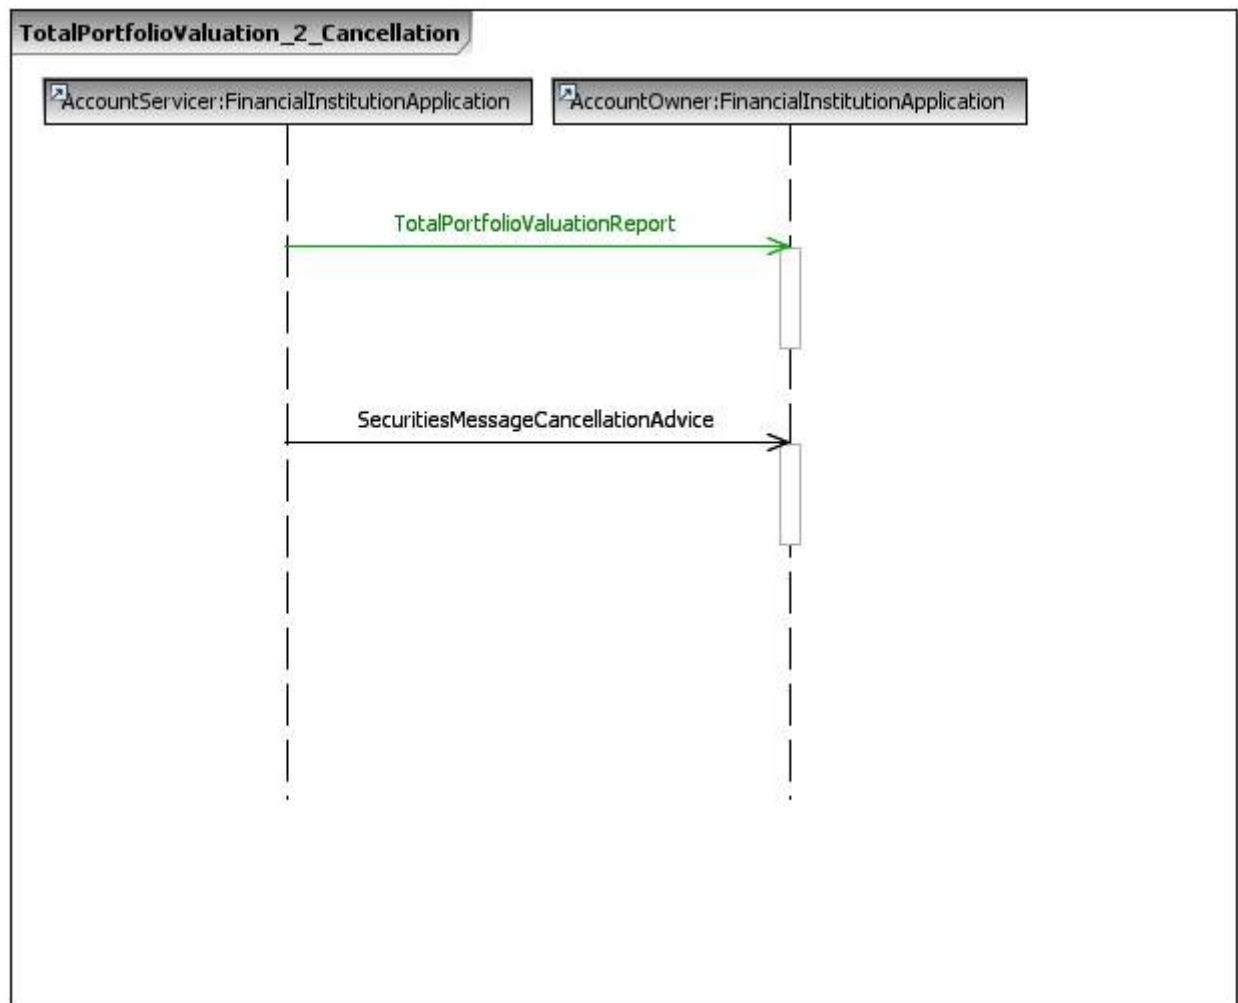 TotalPortfolioValuation_2_Cancellation
AccountServicer:FinancialInstitutionApplication
AccountOwner:FinancialInstitutionApplication
TotalPortfolioValuationReport
SecuritiesMessageCancellationAdvice